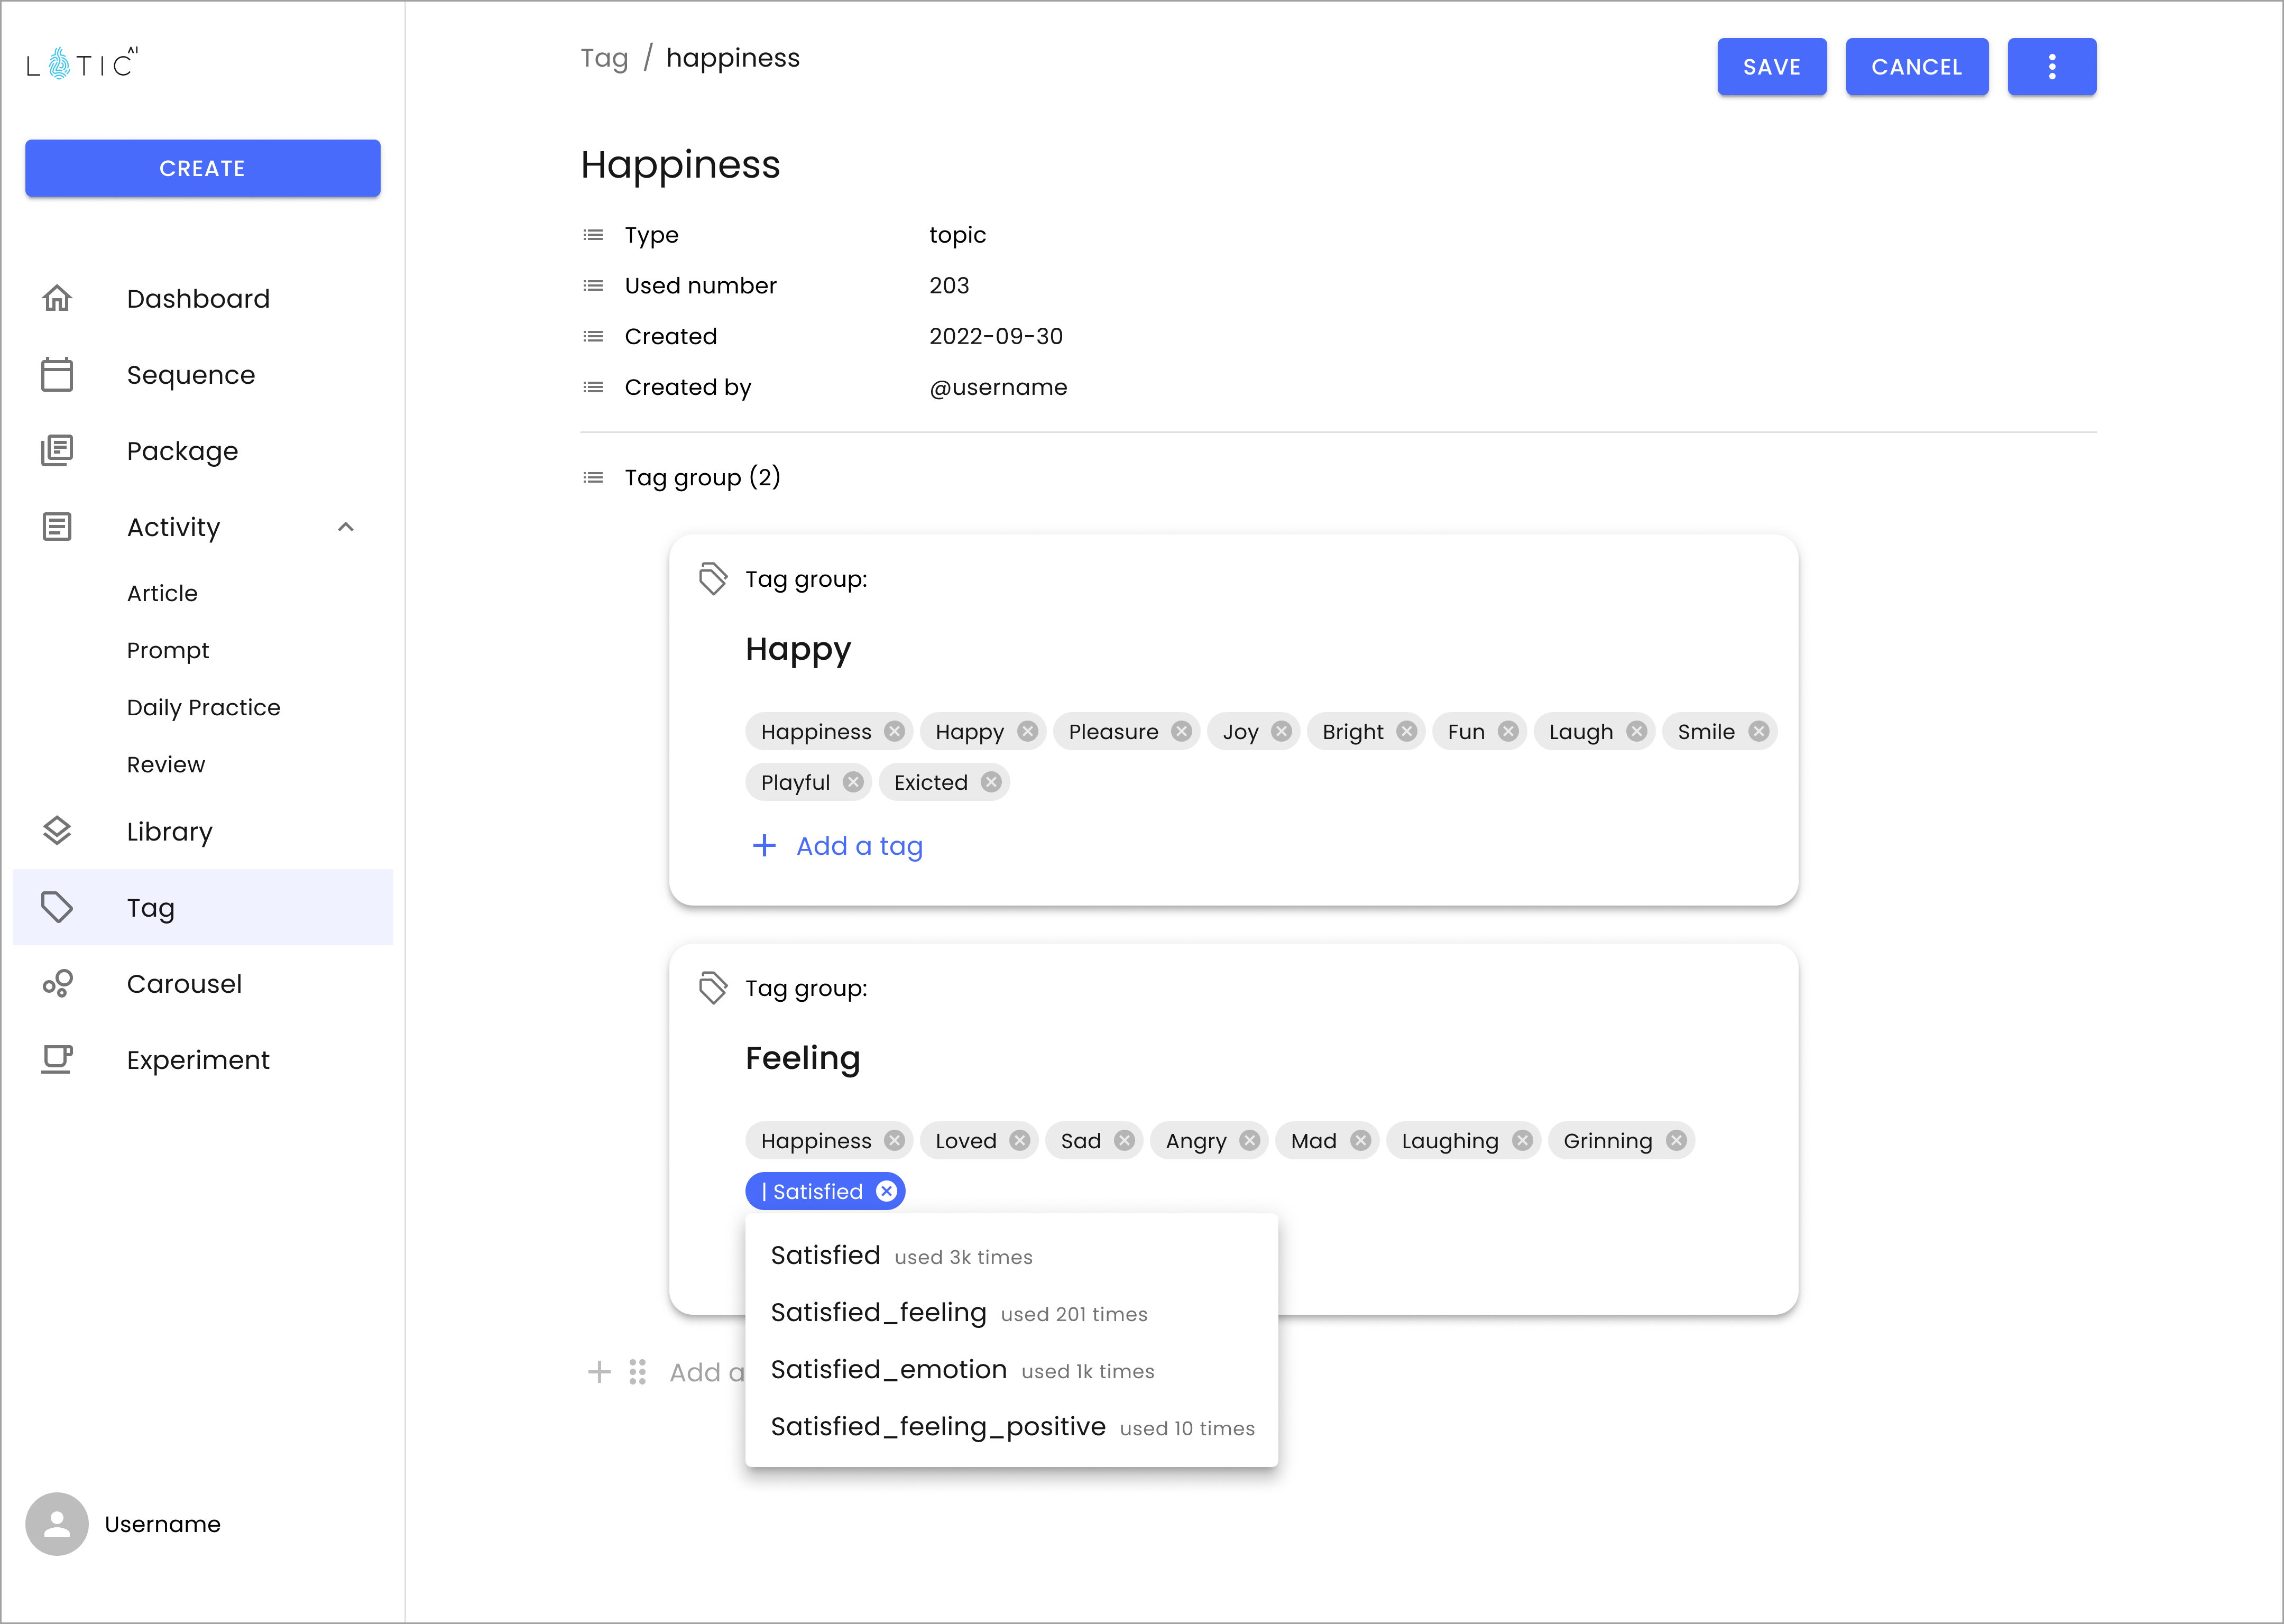 LOTIC AI
CREATE
Dashboard
Sequence
Package
Activity
Article
Prompt
Daily Practice
Review
Library
Tag
Carousel
Experiment
Username
Tag / happiness
SAVE
CANCEL
Happiness
Type topic
Used number 203
Created 2022-09-30
Created by @username
Tag group (2)
Tag group:
Happy
Happiness Happy Pleasure Joy Bright Fun Laugh Smile
Playful Exicted
+ Add a tag
Tag group:
Feeling
Happiness Loved Sad Angry Mad Laughing Grinning
| Satisfied
Satisfied used 3k times
Satisfied_feeling used 201 times
Satisfied_emotion used 1k times
Satisfied_feeling_positive used 10 times
+ Add a